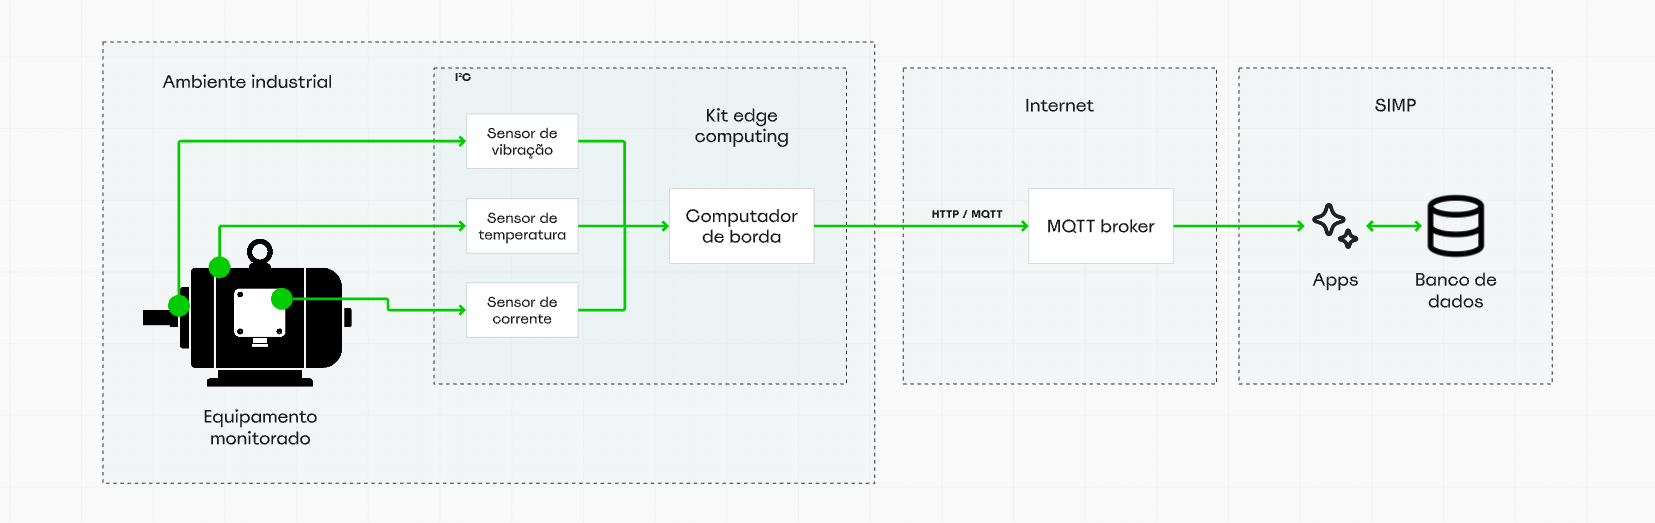 Ambiente industrial
I²C
Kit edge
computing
Sensor de
vibração
Sensor de
temperatura
Sensor de
corrente
Computador
de borda
Equipamento
monitorado
Internet
HTTP / MQTT
MQTT broker
SIMP
Apps
Banco de
dados